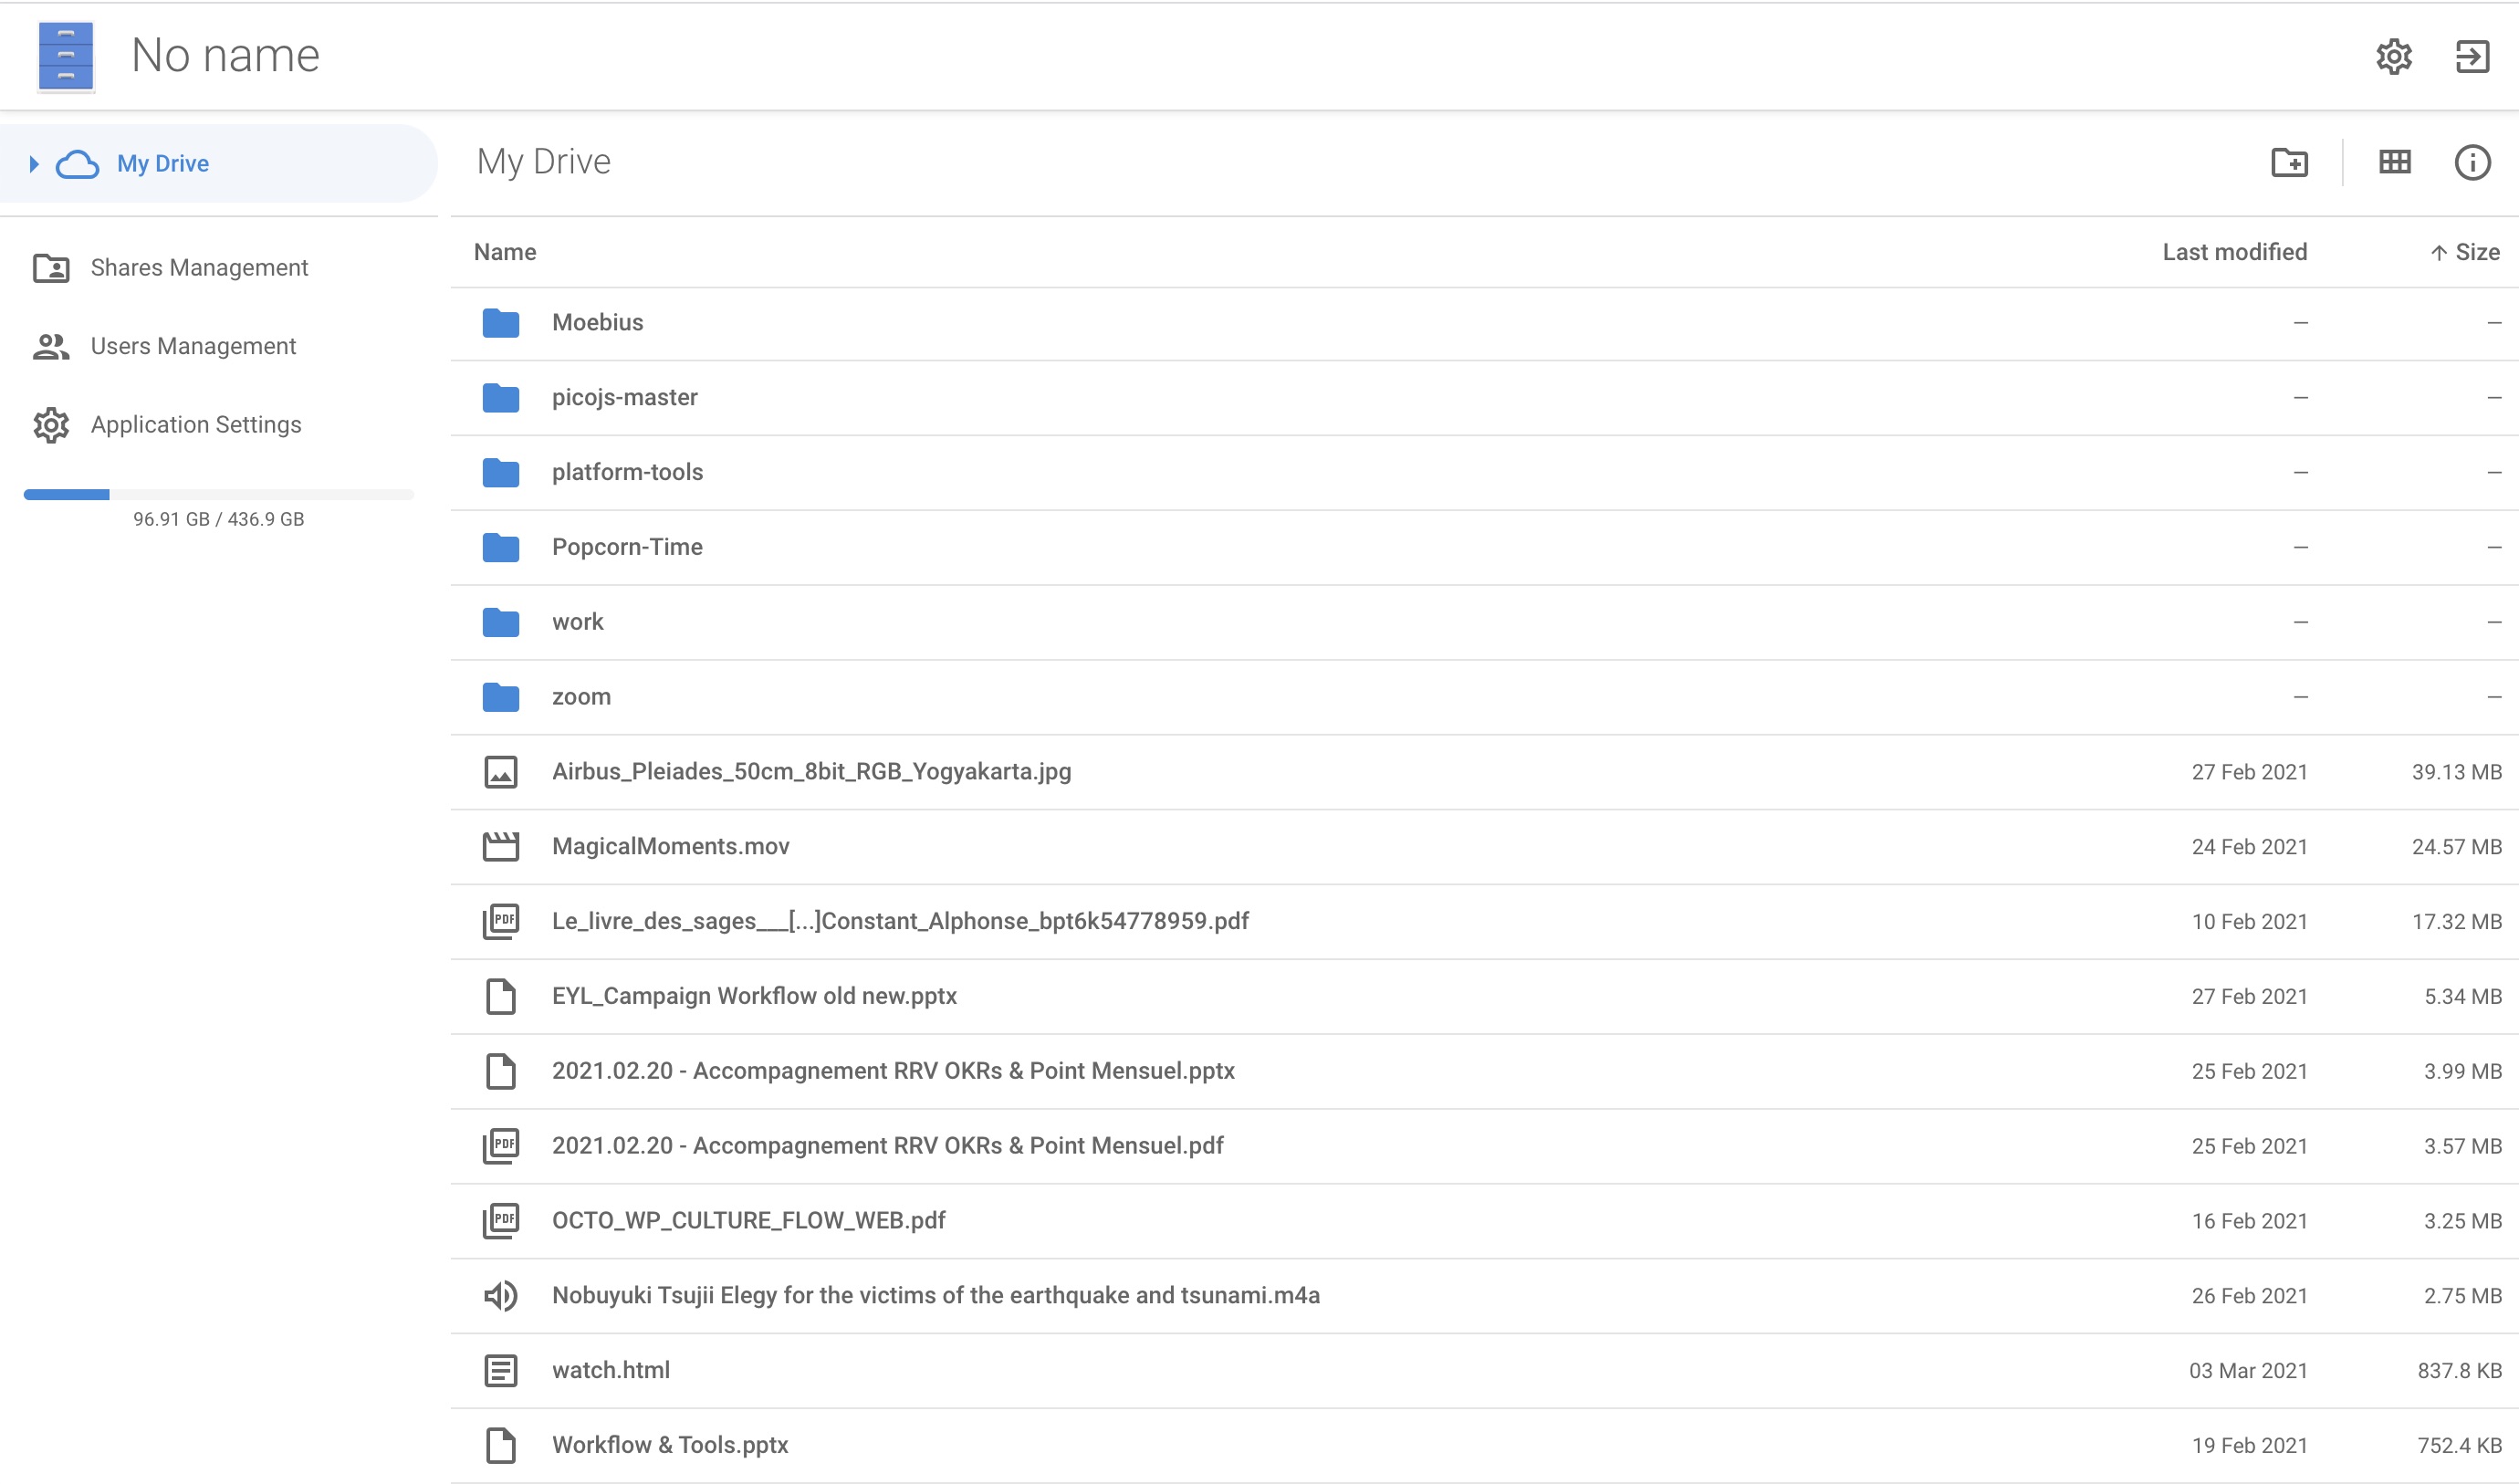 No name
My Drive
My Drive
Shares Management
Users Management
Application Settings
96.91 GB / 436.9 GB
Name Last modified ↑ Size
Moebius – –
picojs-master – –
platform-tools – –
Popcorn-Time – –
work – –
zoom – –
Airbus_Pleiades_50cm_8bit_RGB_Yogyakarta.jpg 27 Feb 2021 39.13 MB
MagicalMoments.mov 24 Feb 2021 24.57 MB
PDF Le_livre_des_sages___[...]Constant_Alphonse_bpt6k54778959.pdf 10 Feb 2021 17.32 MB
EYL_Campaign Workflow old new.pptx 27 Feb 2021 5.34 MB
2021.02.20 - Accompagnement RRV OKRs & Point Mensuel.pptx 25 Feb 2021 3.99 MB
PDF 2021.02.20 - Accompagnement RRV OKRs & Point Mensuel.pdf 25 Feb 2021 3.57 MB
PDF OCTO_WP_CULTURE_FLOW_WEB.pdf 16 Feb 2021 3.25 MB
Nobuyuki Tsujii Elegy for the victims of the earthquake and tsunami.m4a 26 Feb 2021 2.75 MB
watch.html 03 Mar 2021 837.8 KB
Workflow & Tools.pptx 19 Feb 2021 752.4 KB